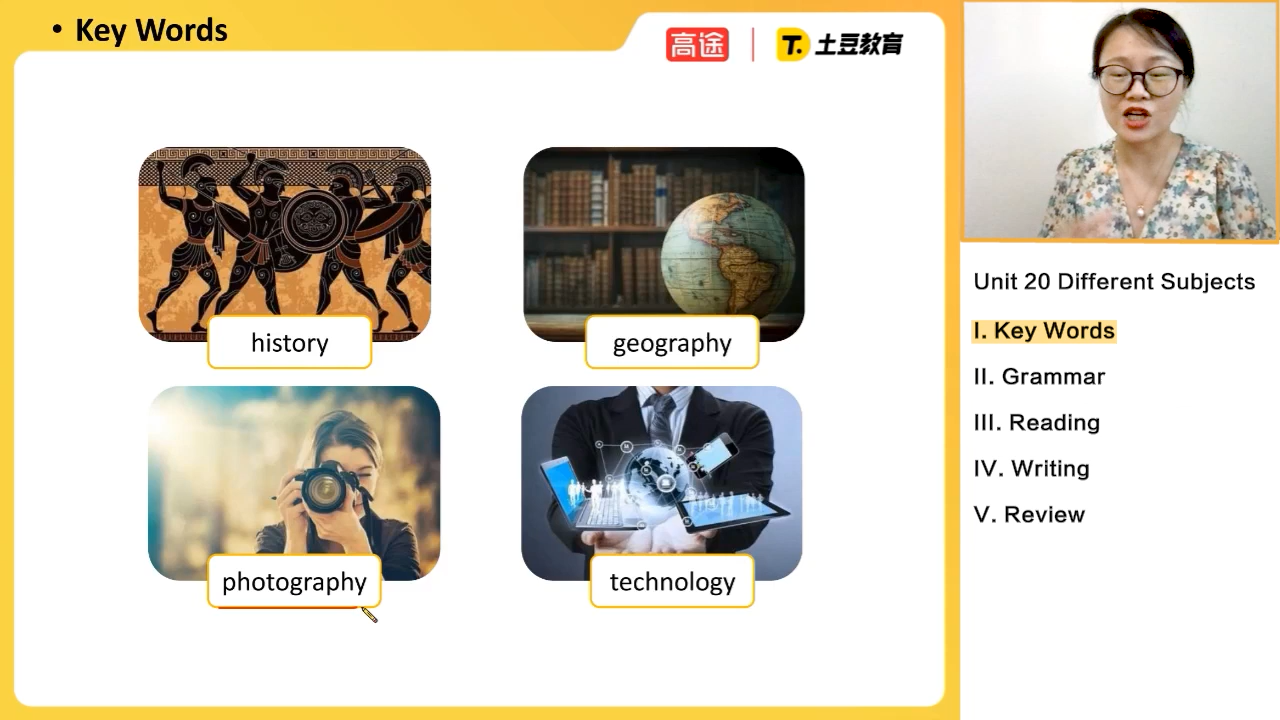 • Key Words
高途
T. 土豆教育
history
geography
photography
technology
Unit 20 Different Subjects
I. Key Words
II. Grammar
III. Reading
IV. Writing
V. Review